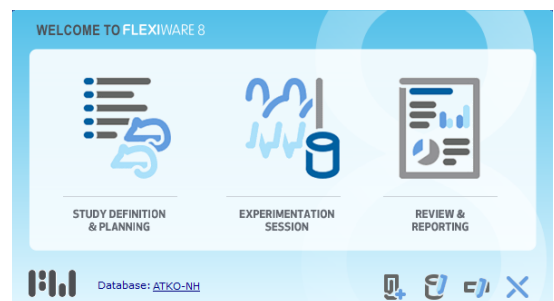 WELCOME TO FLEXIWARE 8
STUDY DEFINITION
& PLANNING
EXPERIMENTATION
SESSION
REVIEW &
REPORTING
Database: ATKO-NH